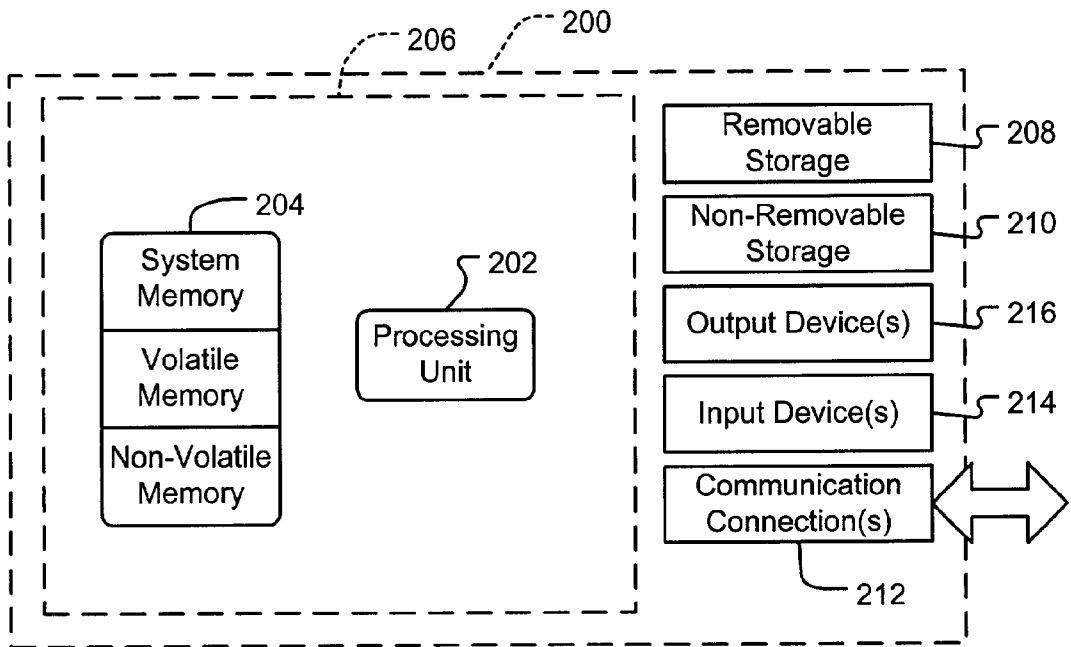 200
206
204
System
Memory
Volatile
Memory
Non-Volatile
Memory
202
Processing
Unit
Removable
Storage
208
Non-Removable
Storage
210
Output Device(s)
216
Input Device(s)
214
Communication
Connection(s)
212